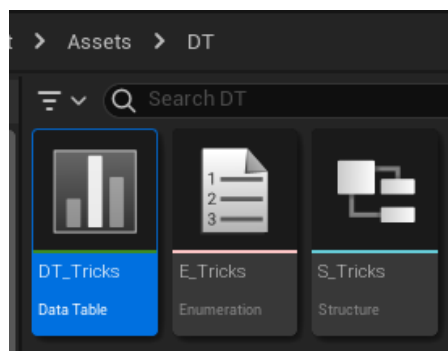 t > Assets > DT
Search DT
1
2
3
DT_Tricks E_Tricks S_Tricks
Data Table Enumeration Structure